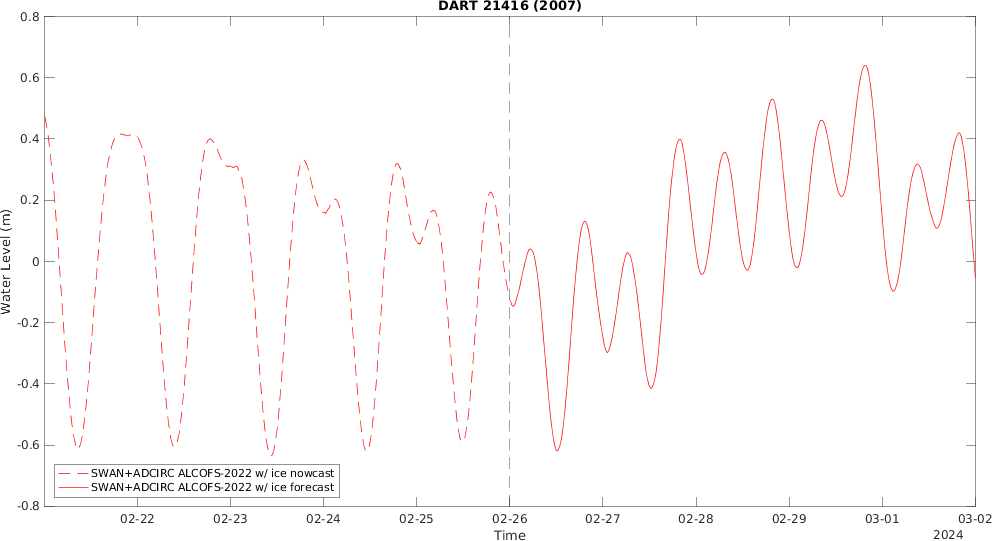 DART 21416 (2007)
0.8
0.6
0.4
0.2
0
-0.2
-0.4
-0.6
-0.8
Water Level (m)
SWAN+ADCIRC ALCOFS-2022 w/ ice nowcast
SWAN+ADCIRC ALCOFS-2022 w/ ice forecast
02-22 02-23 02-24 02-25 02-26 02-27 02-28 02-29 03-01 03-02
Time
2024